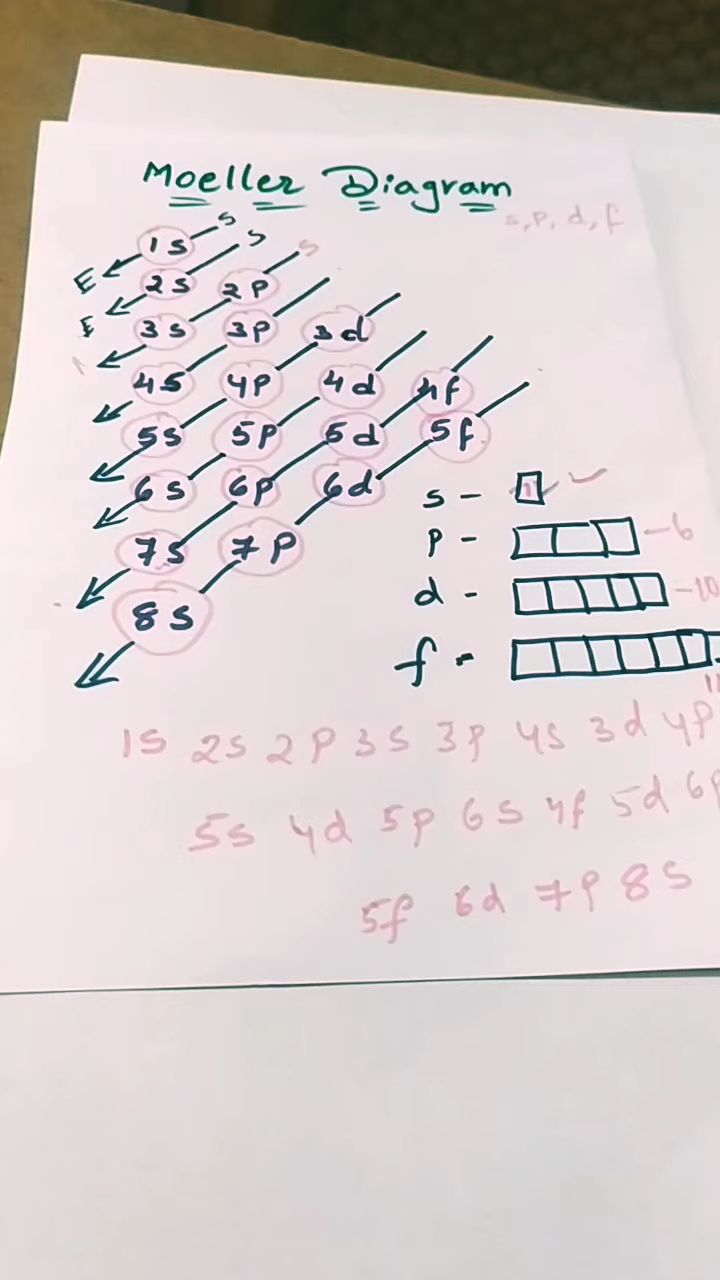 Moeller Diagram
s, p, d, f
S
1s S
E 2s 2p S
E 3s 3p 3d
4s 4p 4d 4f
5s 5p 5d 5f
6s 6p 6d
7s 7p
8s
s -
p - - 6
d - - 10
f -
1s 2s 2p 3s 3p 4s 3d 4p
5s 4d 5p 6s 4f 5d 6p
5f 6d 7p 8s